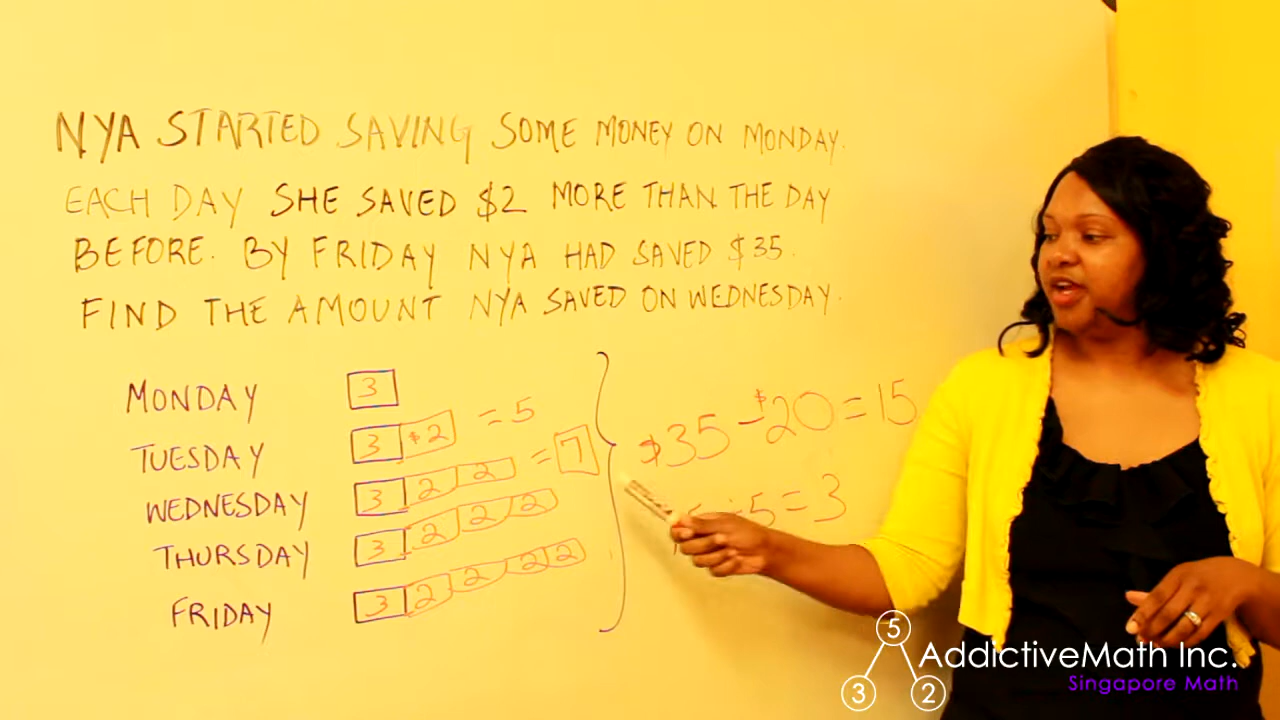 NYA STARTED SAVING SOME MONEY ON MONDAY.
EACH DAY SHE SAVED $2 MORE THAN THE DAY
BEFORE. BY FRIDAY NYA HAD SAVED $35.
FIND THE AMOUNT NYA SAVED ON WEDNESDAY.
MONDAY 3
TUESDAY 3 $2 = 5
WEDNESDAY 3 2 2 = 7
THURSDAY 3 2 2 2
FRIDAY 3 2 2 2 2
$35 - $20 = 15
5 ÷ 5 = 3
5
3 2
AddictiveMath Inc.
Singapore Math